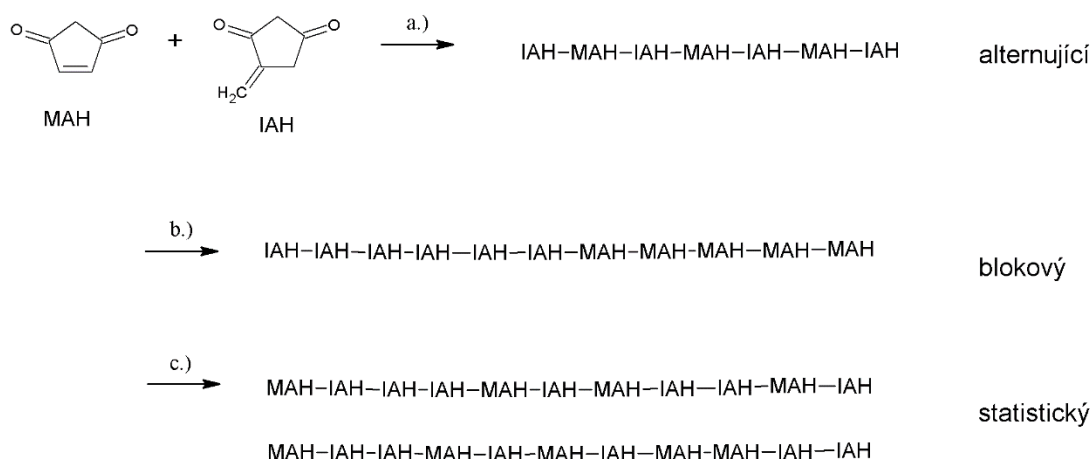 O O + O O a.) IAH–MAH–IAH–MAH–IAH–MAH–IAH alternující
H₂C
MAH IAH
b.) IAH–IAH–IAH–IAH–IAH–IAH–MAH–MAH–MAH–MAH–MAH blokový
c.) MAH–IAH–IAH–IAH–MAH–IAH–MAH–IAH–IAH–MAH–IAH
statistický
MAH–IAH–IAH–MAH–IAH–MAH–IAH–MAH–MAH–IAH–IAH